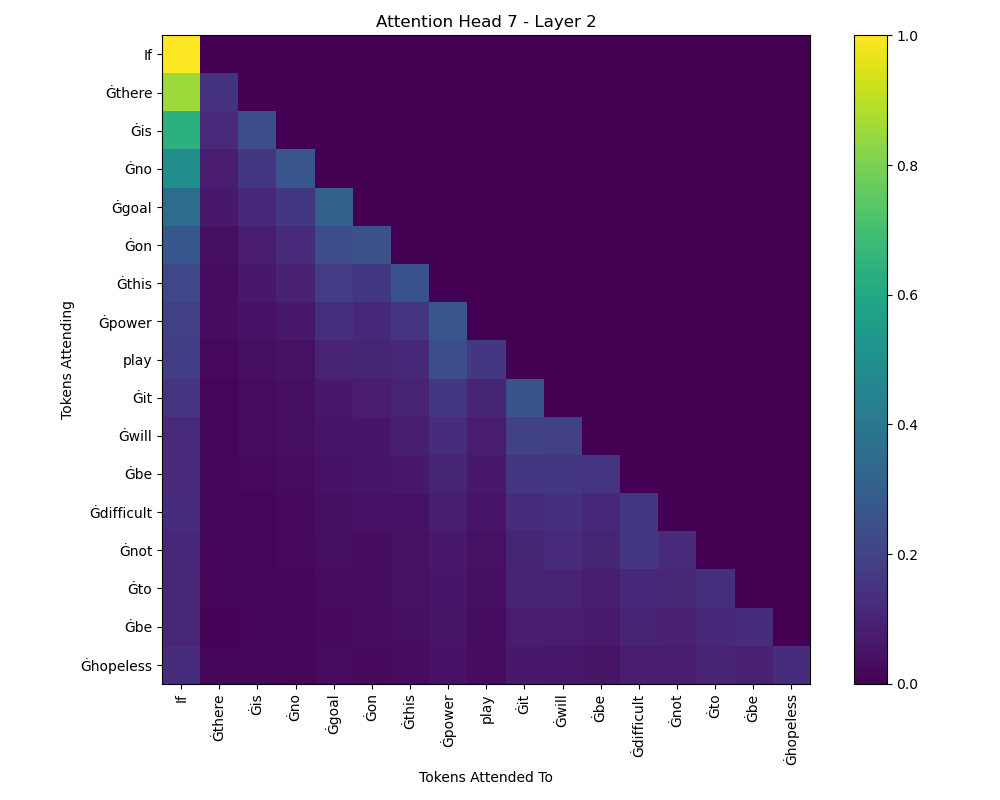 Attention Head 7 - Layer 2
Tokens Attending
If
Ġthere
Ġis
Ġno
Ġgoal
Ġon
Ġthis
Ġpower
play
Ġit
Ġwill
Ġbe
Ġdifficult
Ġnot
Ġto
Ġbe
Ġhopeless
If
Ġthere
Ġis
Ġno
Ġgoal
Ġon
Ġthis
Ġpower
play
Ġit
Ġwill
Ġbe
Ġdifficult
Ġnot
Ġto
Ġbe
Ġhopeless
Tokens Attended To
1.0
0.8
0.6
0.4
0.2
0.0